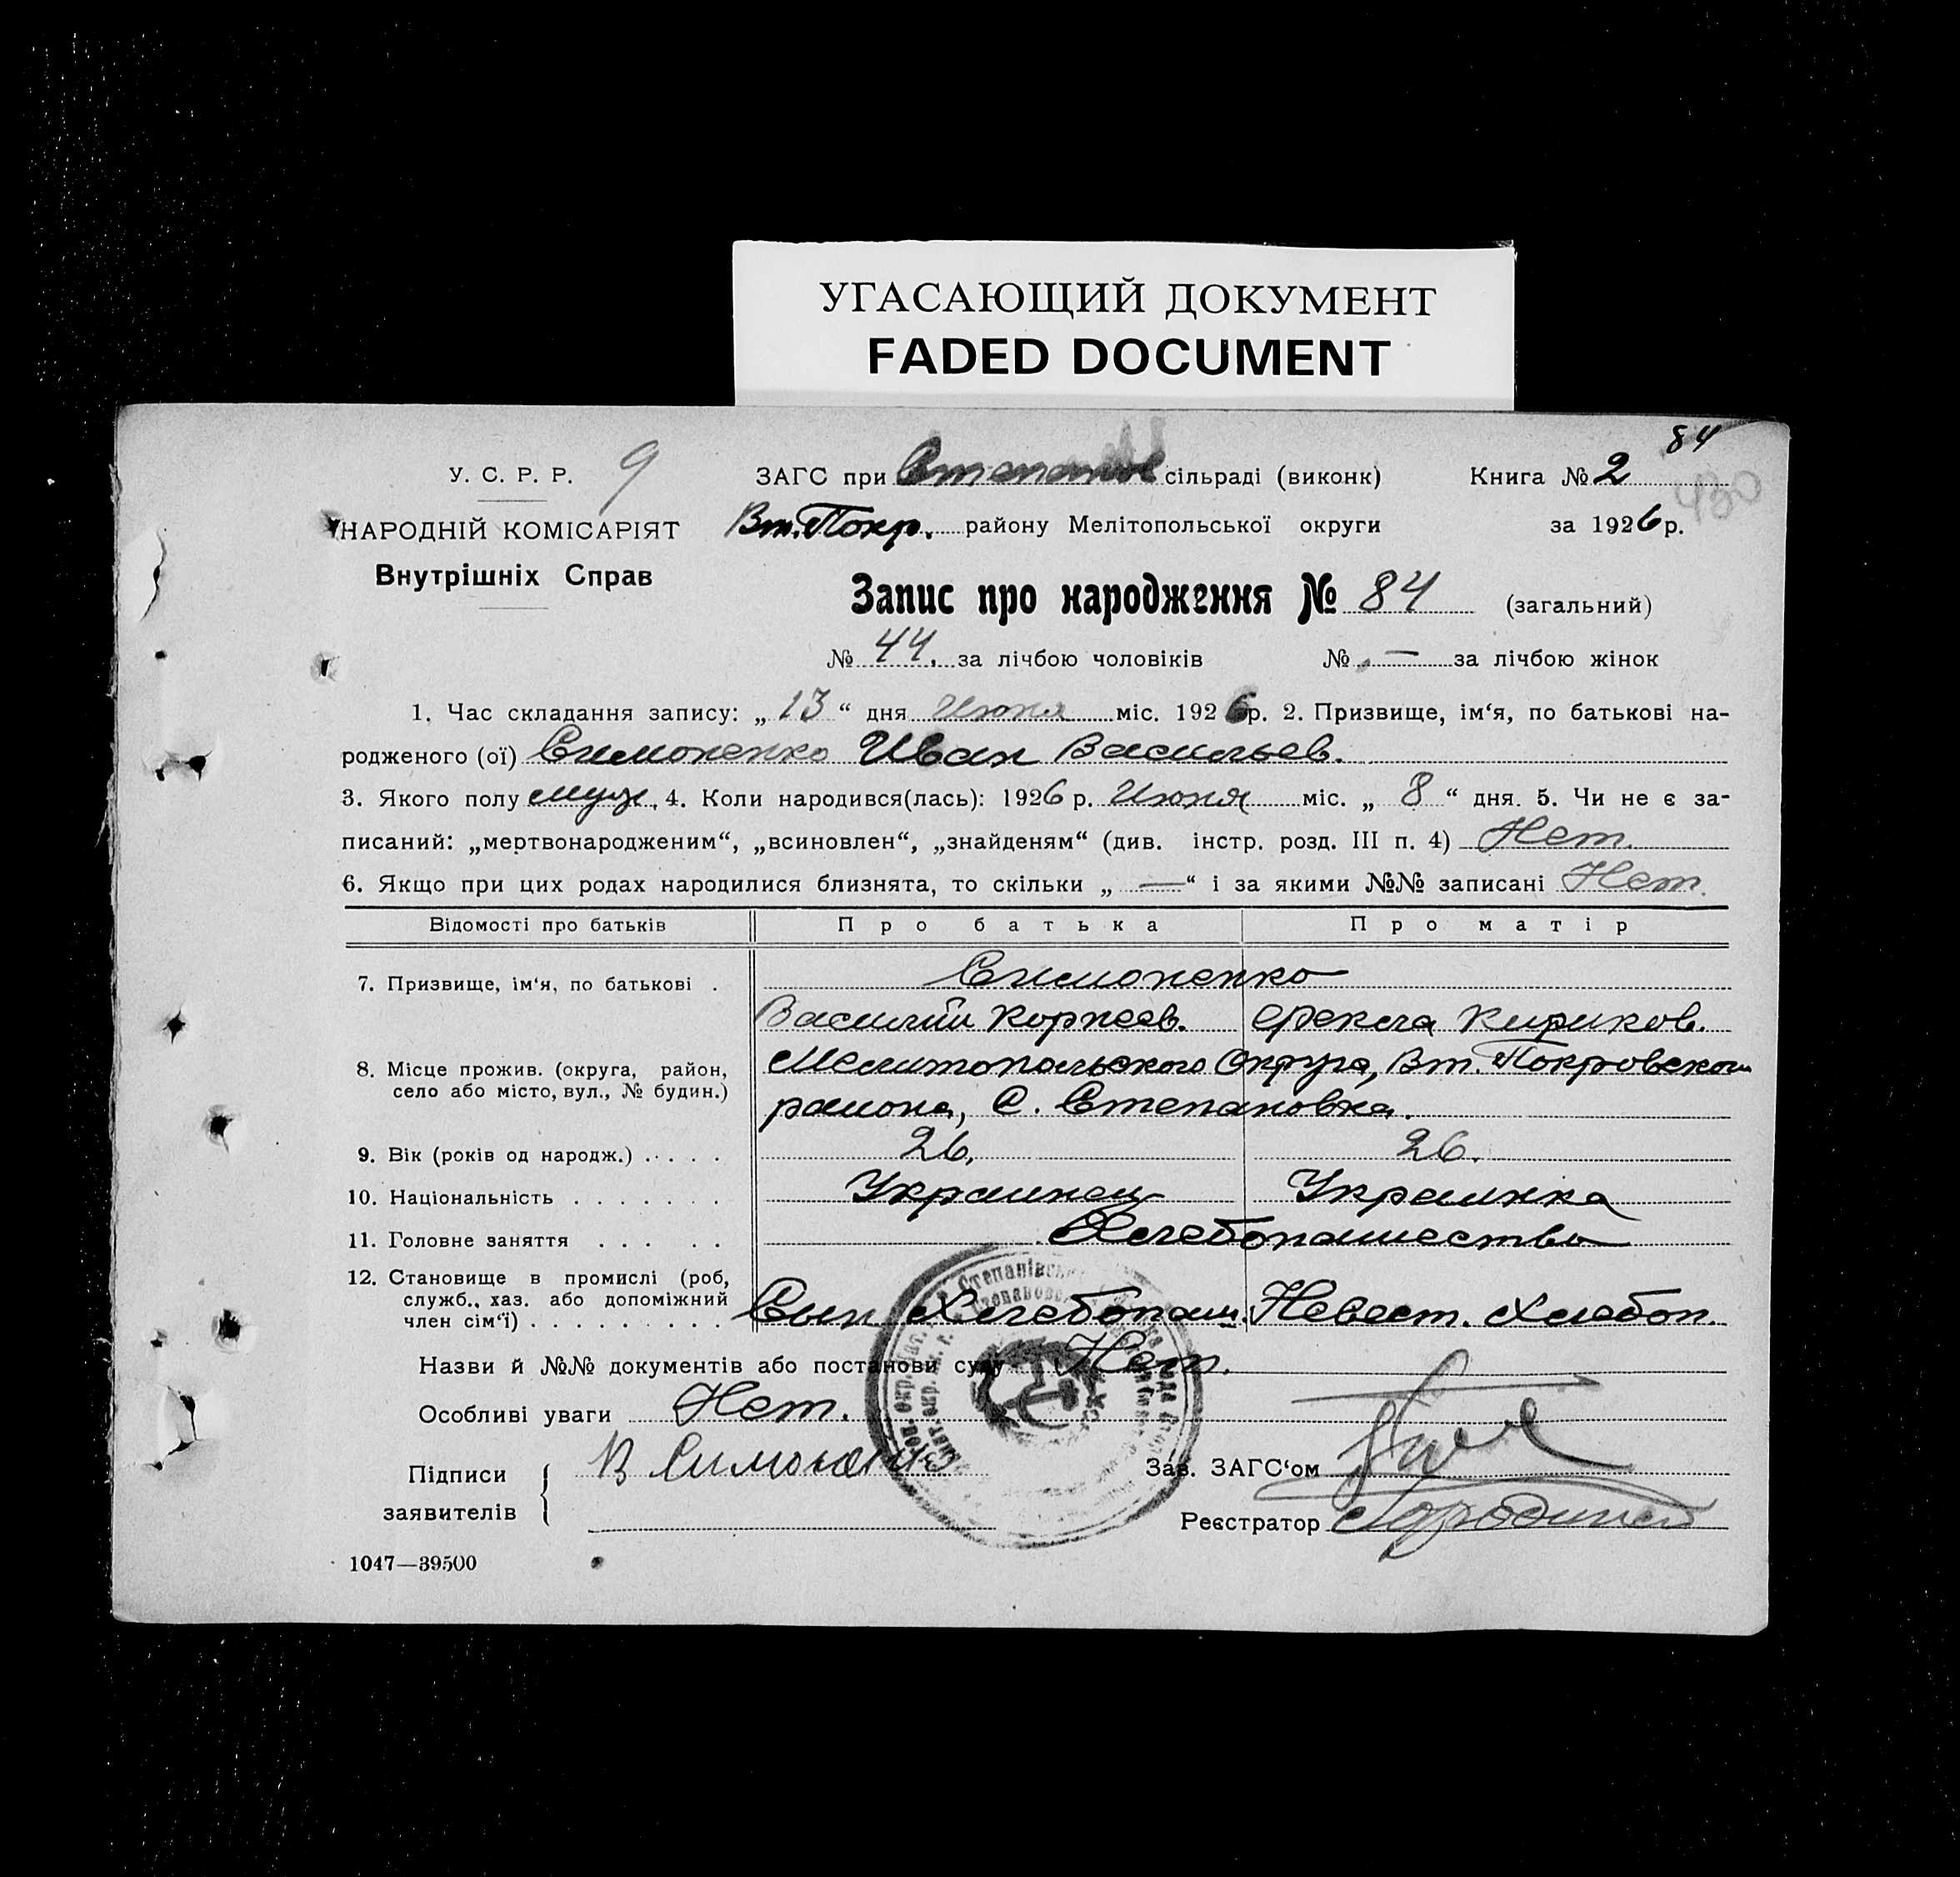 УГАСАЮЩИЙ ДОКУМЕНТ
FADED DOCUMENT
84
430
У. С. Р. Р. 9
НАРОДНІЙ КОМІСАРІЯТ
Внутрішніх Справ
ЗАГС при Степанов сільраді (виконк) Книга № 2
Вт. Покр. району Мелітопольської округи за 1926 р.
Запис про народження № 84 (загальний)
№ 44. за лічбою чоловіків № — за лічбою жінок
1. Час складання запису: „ 13 “ дня Июня міс. 1926 р. 2. Призвище, ім‘я, по батькові на-
родженого (ої) Симоненко Иван Васильев.
3. Якого полу муж. 4. Коли народився(лась): 1926 р. Июня міс. „ 8 “ дня. 5. Чи не є за-
писаний: „мертвонародженим“, „всиновлен“, „знайденям“ (див. інстр. розд. III п. 4) Нет.
6. Якщо при цих родах народилися близнята, то скільки „ — “ і за якими №№ записані Нет.
Відомості про батьків Про батька Про матір
7. Призвище, ім‘я, по батькові . Симоненко
Василий Корнеев. Фекла Кириков.
8. Місце прожив. (округа, район,
село або місто, вул., № будин.)
Мелитопольского Округа, Вт. Покровского
района, С. Степановка.
9. Вік (років од народж.) . . . . 26. 26.
10. Національність . . . . . . . Украинец Украинка
11. Головне заняття . . . . . Хлебопашество
12. Становище в промислі (роб,
служб., хаз. або допоміжний
член сім‘ї) . . . . . . . . .
Сын Хлебопаш. Невест. Хлебоп.
Назви й №№ документів або постанови суду Нет.
Особливі уваги Нет.
Підписи
заявителів
В Симоненко
Зав. ЗАГС‘ом
Реєстратор
1047—39500